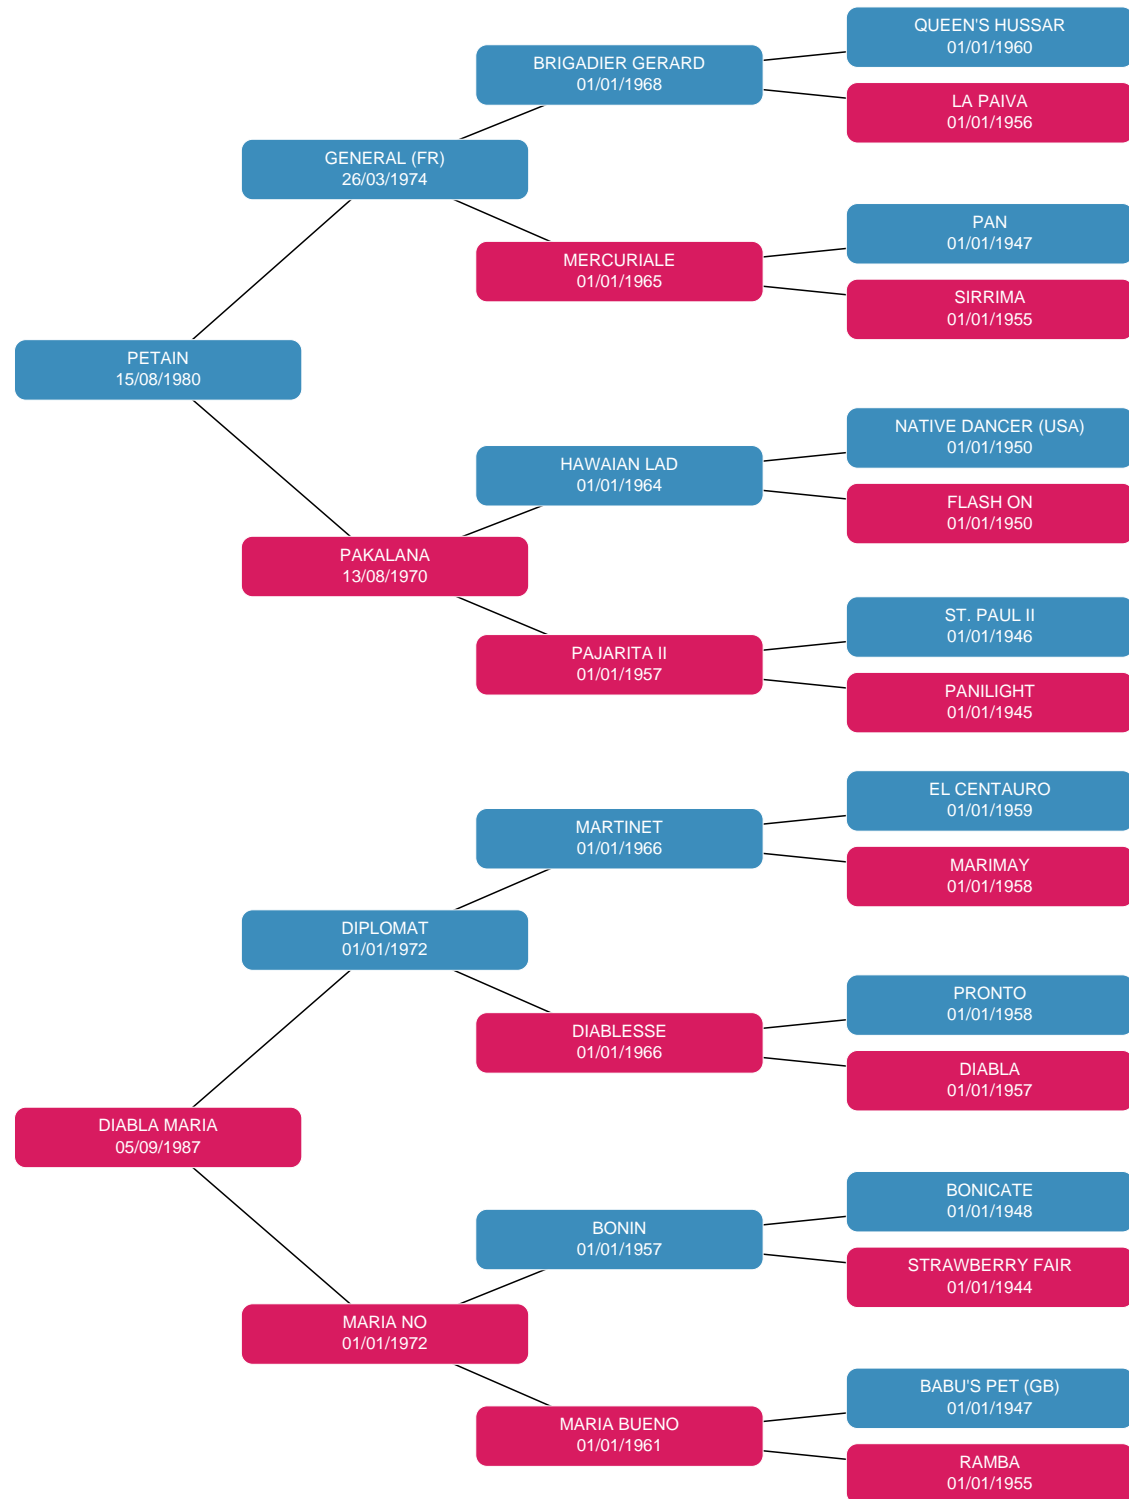 QUEEN'S HUSSAR
01/01/1960
BRIGADIER GERARD
01/01/1968
LA PAIVA
01/01/1956
GENERAL (FR)
26/03/1974
PAN
01/01/1947
MERCURIALE
01/01/1965
SIRRIMA
01/01/1955
PETAIN
15/08/1980
NATIVE DANCER (USA)
01/01/1950
HAWAIAN LAD
01/01/1964
FLASH ON
01/01/1950
PAKALANA
13/08/1970
ST. PAUL II
01/01/1946
PAJARITA II
01/01/1957
PANILIGHT
01/01/1945
EL CENTAURO
01/01/1959
MARTINET
01/01/1966
MARIMAY
01/01/1958
DIPLOMAT
01/01/1972
PRONTO
01/01/1958
DIABLESSE
01/01/1966
DIABLA
01/01/1957
DIABLA MARIA
05/09/1987
BONICATE
01/01/1948
BONIN
01/01/1957
STRAWBERRY FAIR
01/01/1944
MARIA NO
01/01/1972
BABU'S PET (GB)
01/01/1947
MARIA BUENO
01/01/1961
RAMBA
01/01/1955